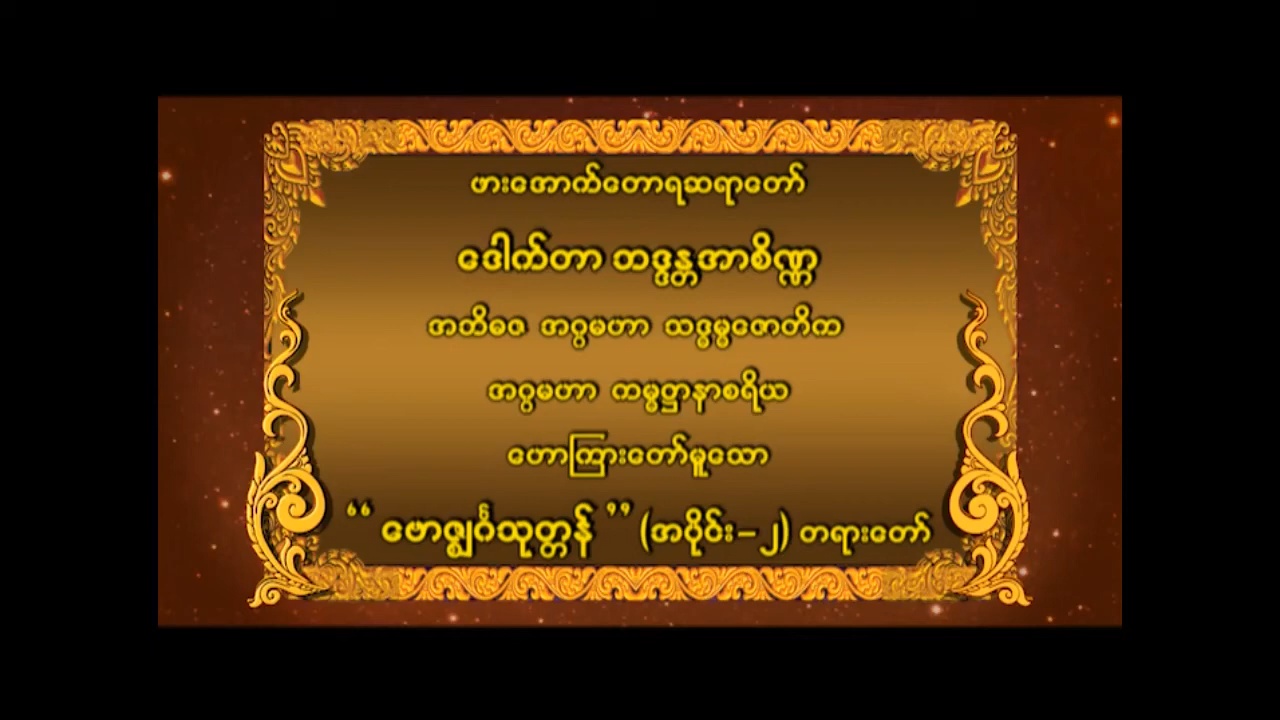 ဖားအောက်တောရဆရာတော်
ဒေါက်တာ ဘဒ္ဒန္တအာစိဏ္ဏ
အဘိဓဇ အဂ္ဂမဟာ သဒ္ဓမ္မဇောတိက
အဂ္ဂမဟာ ကမ္မဋ္ဌာနာစရိယ
ဟောကြားတော်မူသော
“ ဗောဇ္ဈင်္ဂသုတ္တန် ” (အပိုင်း–၂) တရားတော်